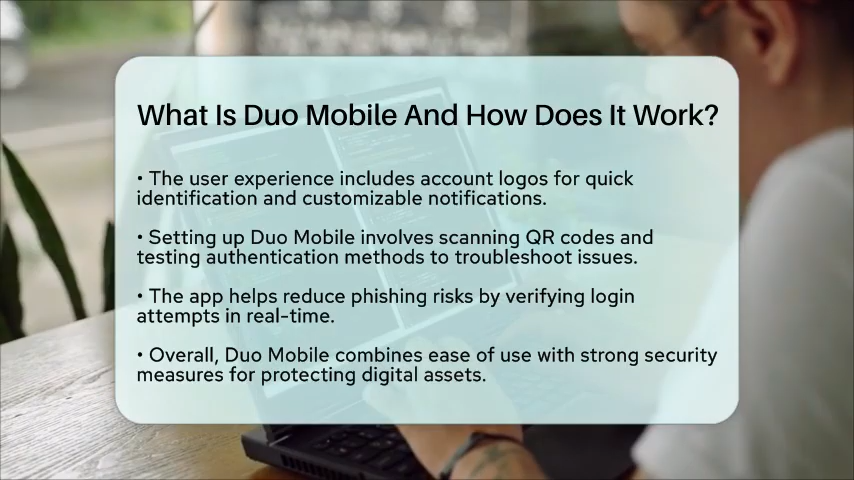 What Is Duo Mobile And How Does It Work?
• The user experience includes account logos for quick
identification and customizable notifications.
• Setting up Duo Mobile involves scanning QR codes and
testing authentication methods to troubleshoot issues.
• The app helps reduce phishing risks by verifying login
attempts in real-time.
• Overall, Duo Mobile combines ease of use with strong security
measures for protecting digital assets.